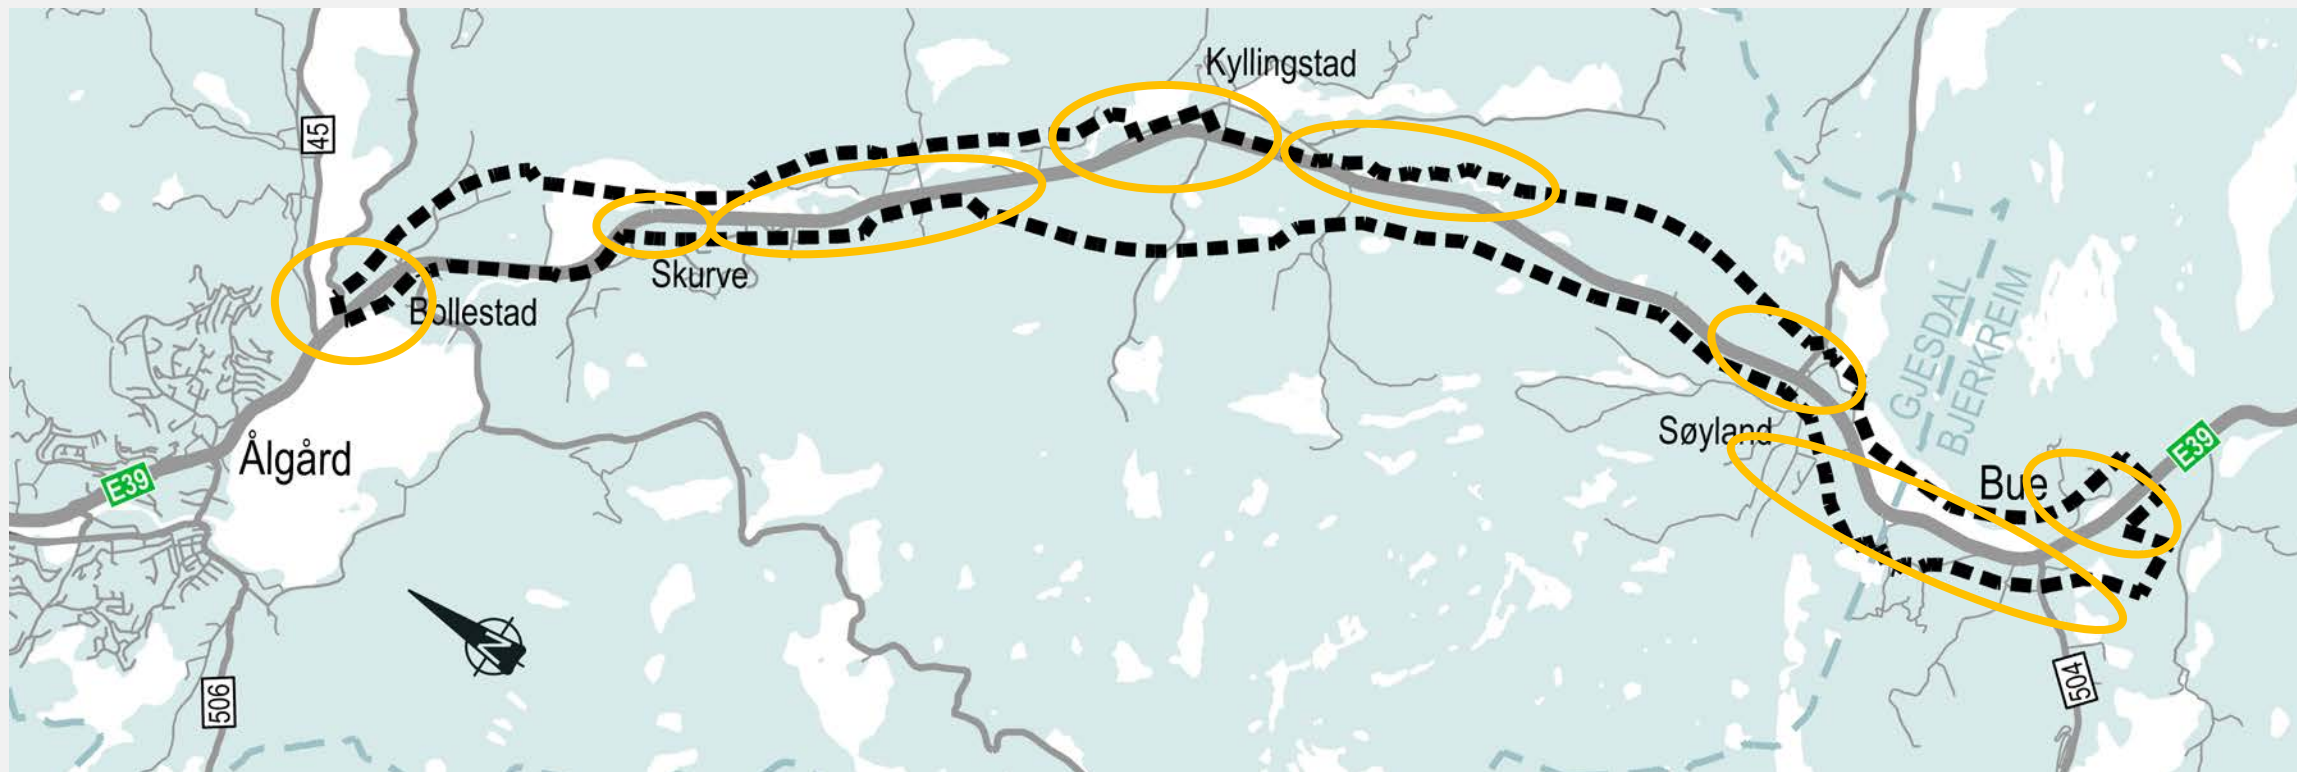 Kyllingstad
45
Skurve
Bollestad
GJESDAL
BJERKREIM
Søyland
Ålgård
E39
Bue
E39
N
506
504